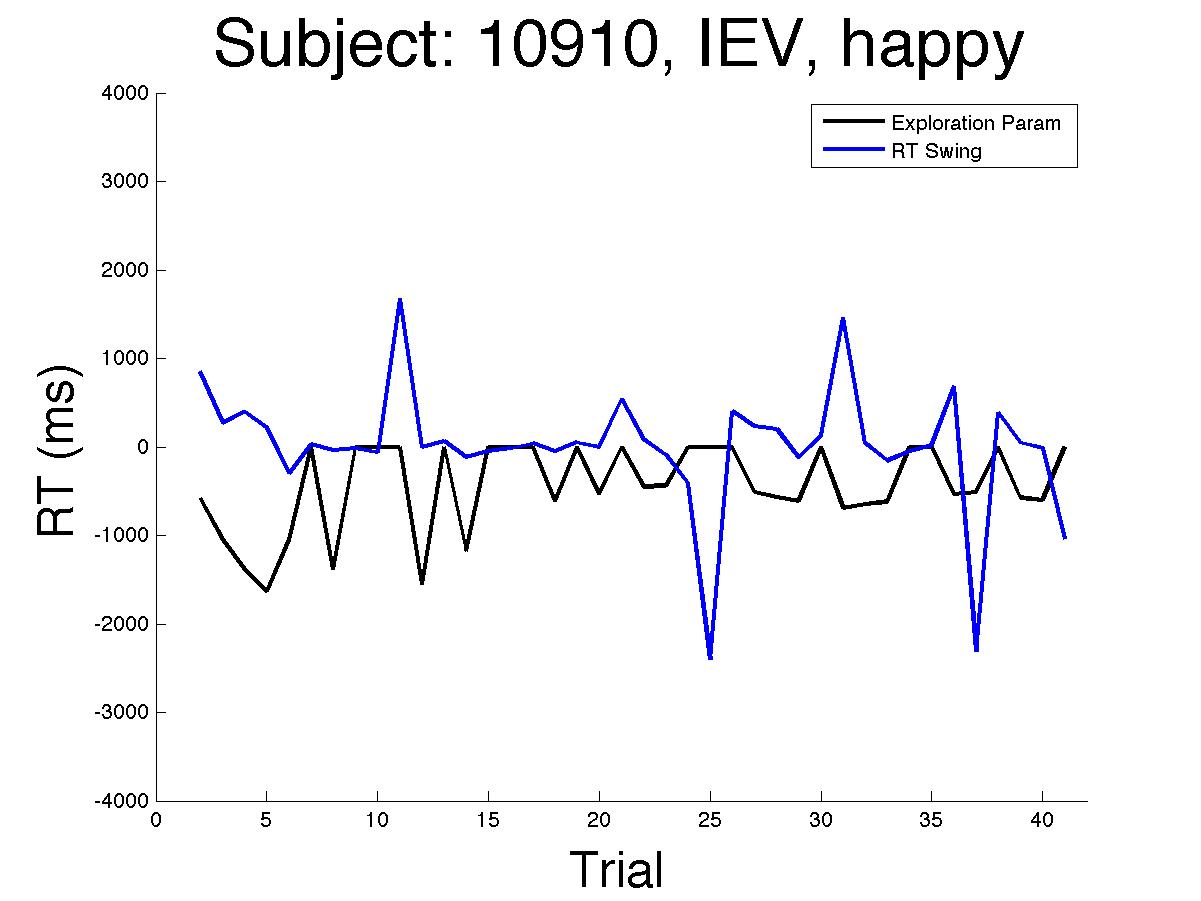 Subject: 10910, IEV, happy
4000
3000
2000
1000
0
-1000
-2000
-3000
-4000
RT (ms)
Exploration Param
RT Swing
0 5 10 15 20 25 30 35 40
Trial